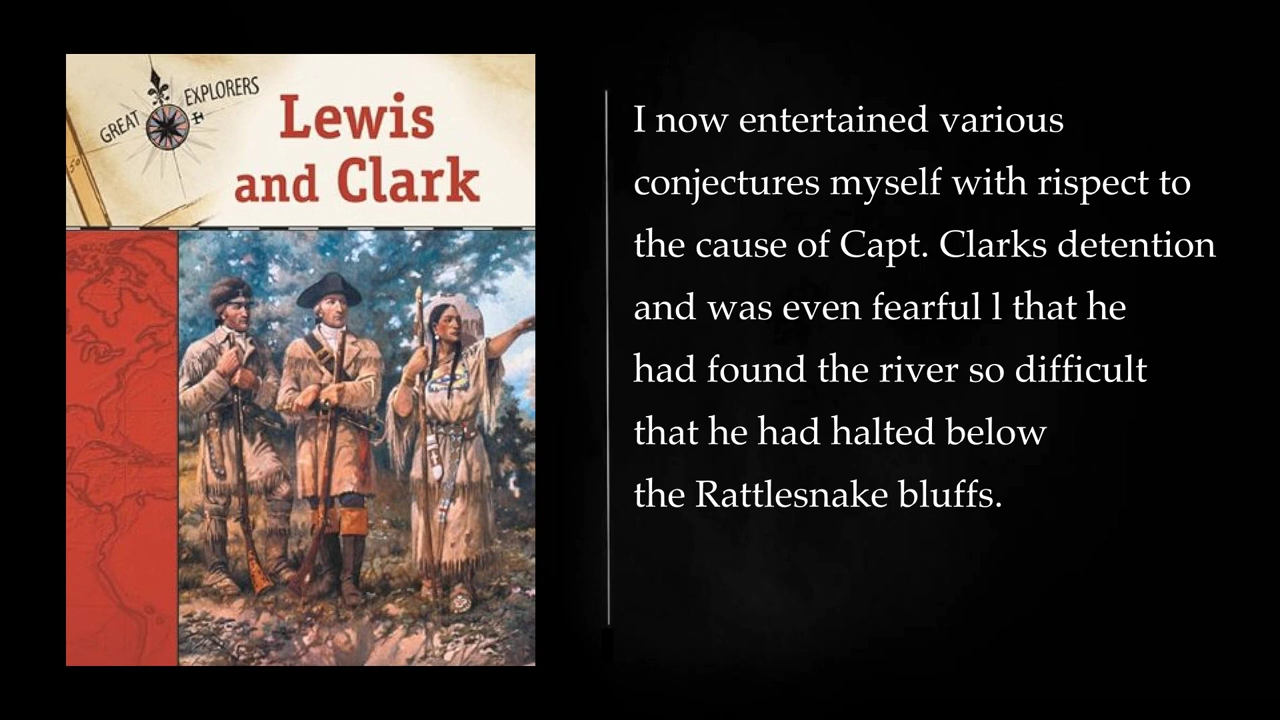 GREAT EXPLORERS
Lewis
and Clark
50
I now entertained various
conjectures myself with rispect to
the cause of Capt. Clarks detention
and was even fearful l that he
had found the river so difficult
that he had halted below
the Rattlesnake bluffs.